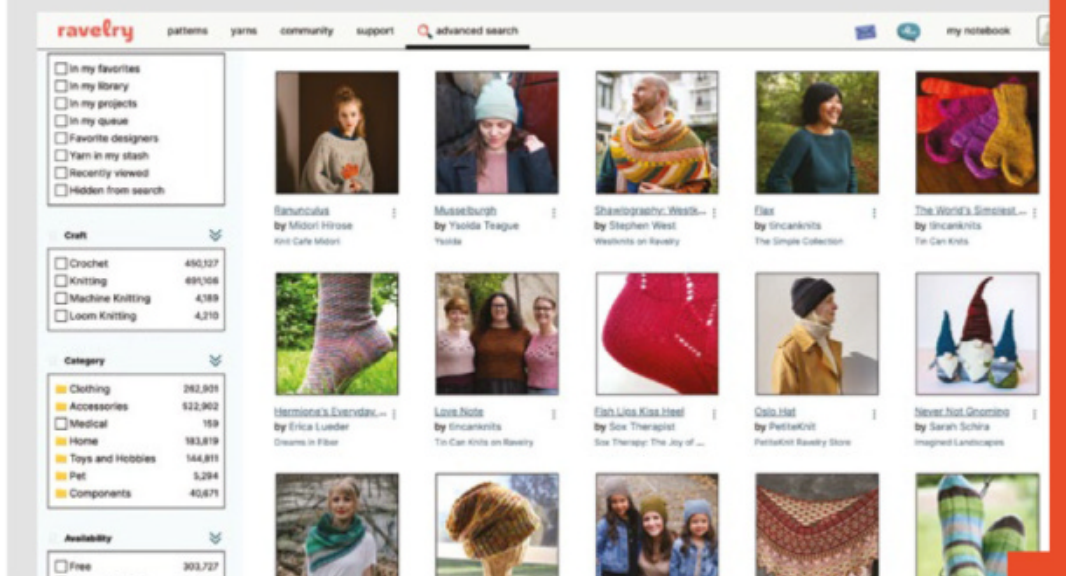 ravelry
patterns yarns community support advanced search my notebook
In my favorites
In my library
In my projects
In my queue
Favorite designers
Yarn in my stash
Recently viewed
Hidden from search
Craft
Crochet 450,127
Knitting 691,106
Machine Knitting 4,189
Loom Knitting 4,210
Category
Clothing 262,931
Accessories 522,902
Medical 159
Home 183,819
Toys and Hobbies 144,811
Pet 5,294
Components 40,671
Availability
Free 303,727
Ranunculus
by Midori Hirose
Knit Cafe Midori
Musselburgh
by Ysolda Teague
Ysolda
Shawlography: Westk...
by Stephen West
Westknits on Ravelry
Flax
by tincanknits
The Simple Collection
The World's Simplest ...
by tincanknits
Tin Can Knits
Hermione's Everyday ...
by Erica Lueder
Dreams in Fiber
Love Note
by tincanknits
Tin Can Knits on Ravelry
Fish Lips Kiss Heel
by Sox Therapist
Sox Therapy: The Joy of ...
Oslo Hat
by PetiteKnit
PetiteKnit Ravelry Store
Never Not Gnoming
by Sarah Schira
Imagined Landscapes